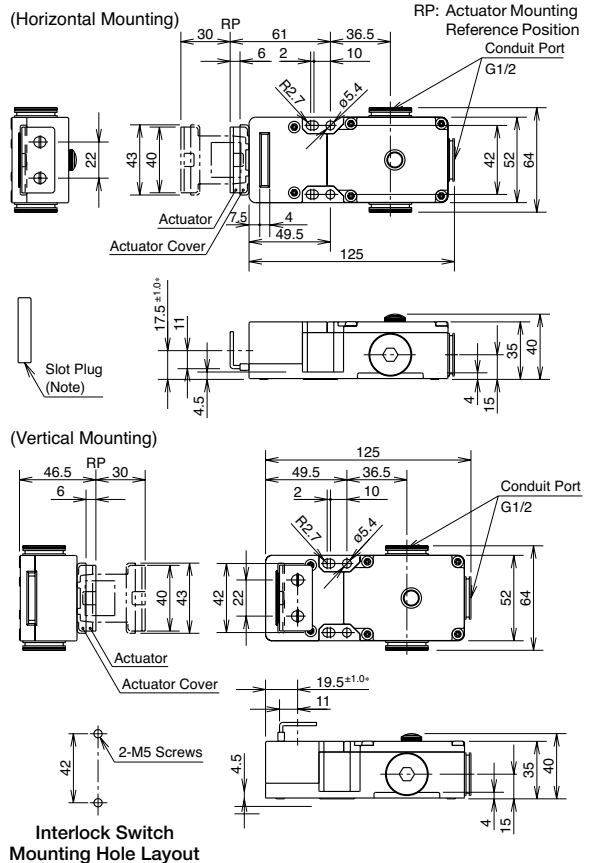 (Horizontal Mounting)
RP: Actuator Mounting
Reference Position
RP
30
61
36.5
6
2
10
Conduit Port
G1/2
R2.7
ø5.4
22
43
40
42
52
64
Actuator
7.5
4
Actuator Cover
49.5
125
17.5 ±1.0*
11
4.5
35
40
4
15
Slot Plug
(Note)
(Vertical Mounting)
125
RP
46.5
30
49.5
36.5
6
2
10
Conduit Port
G1/2
R2.7
ø5.4
40
43
42
22
52
64
Actuator
Actuator Cover
19.5±1.0*
11
2-M5 Screws
42
4.5
35
40
4
15
Interlock Switch
Mounting Hole Layout